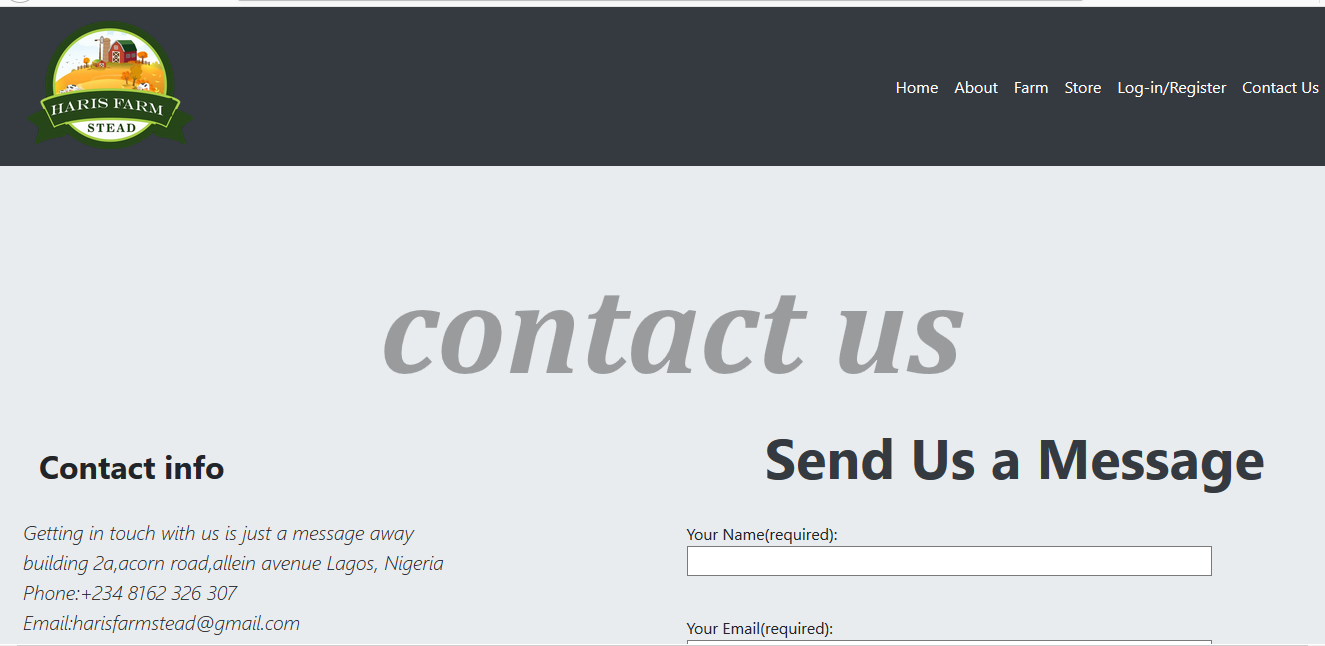 HARIS FARM
STEAD
Home About Farm Store Log-in/Register Contact Us
contact us
Contact info
Getting in touch with us is just a message away
building 2a,acorn road,allein avenue Lagos, Nigeria
Phone:+234 8162 326 307
Email:harisfarmstead@gmail.com
Send Us a Message
Your Name(required):
Your Email(required):